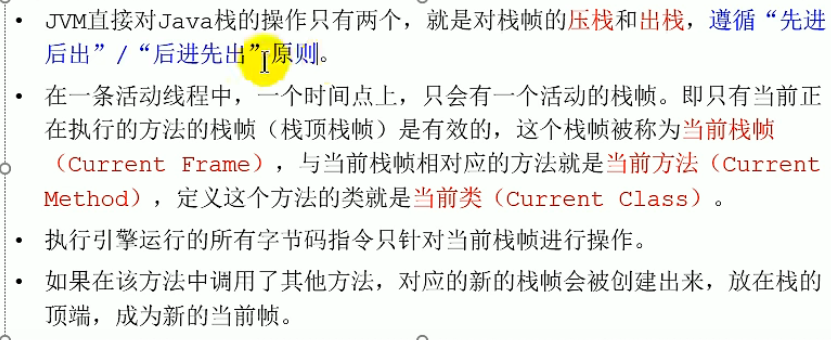 • JVM直接对Java栈的操作只有两个，就是对栈帧的压栈和出栈，遵循“先进
后出”/“后进先出”原则。
• 在一条活动线程中，一个时间点上，只会有一个活动的栈帧。即只有当前正
在执行的方法的栈帧（栈顶栈帧）是有效的，这个栈帧被称为当前栈帧
（Current Frame），与当前栈帧相对应的方法就是当前方法（Current
Method），定义这个方法的类就是当前类（Current Class）。
• 执行引擎运行的所有字节码指令只针对当前栈帧进行操作。
• 如果在该方法中调用了其他方法，对应的新的栈帧会被创建出来，放在栈的
顶端，成为新的当前帧。